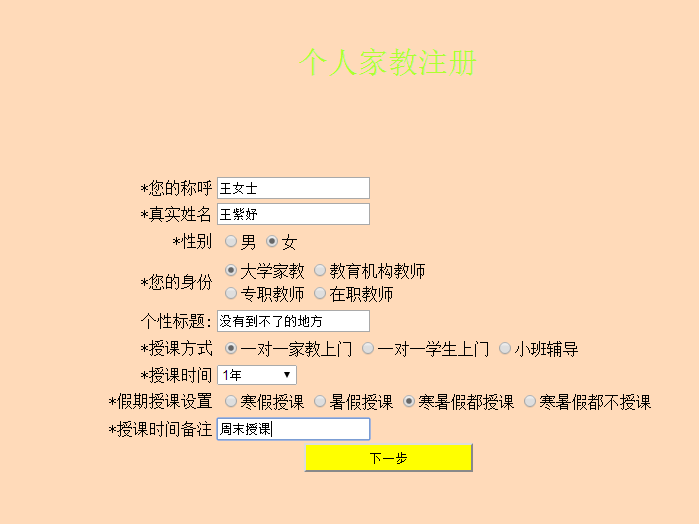 个人家教注册
*您的称呼 王女士
*真实姓名 王紫妤
*性别 男 女
*您的身份 大学家教 教育机构教师
专职教师 在职教师
个性标题: 没有到不了的地方
*授课方式 一对一家教上门 一对一学生上门 小班辅导
*授课时间 1年
*假期授课设置 寒假授课 暑假授课 寒暑假都授课 寒暑假都不授课
*授课时间备注 周末授课
下一步